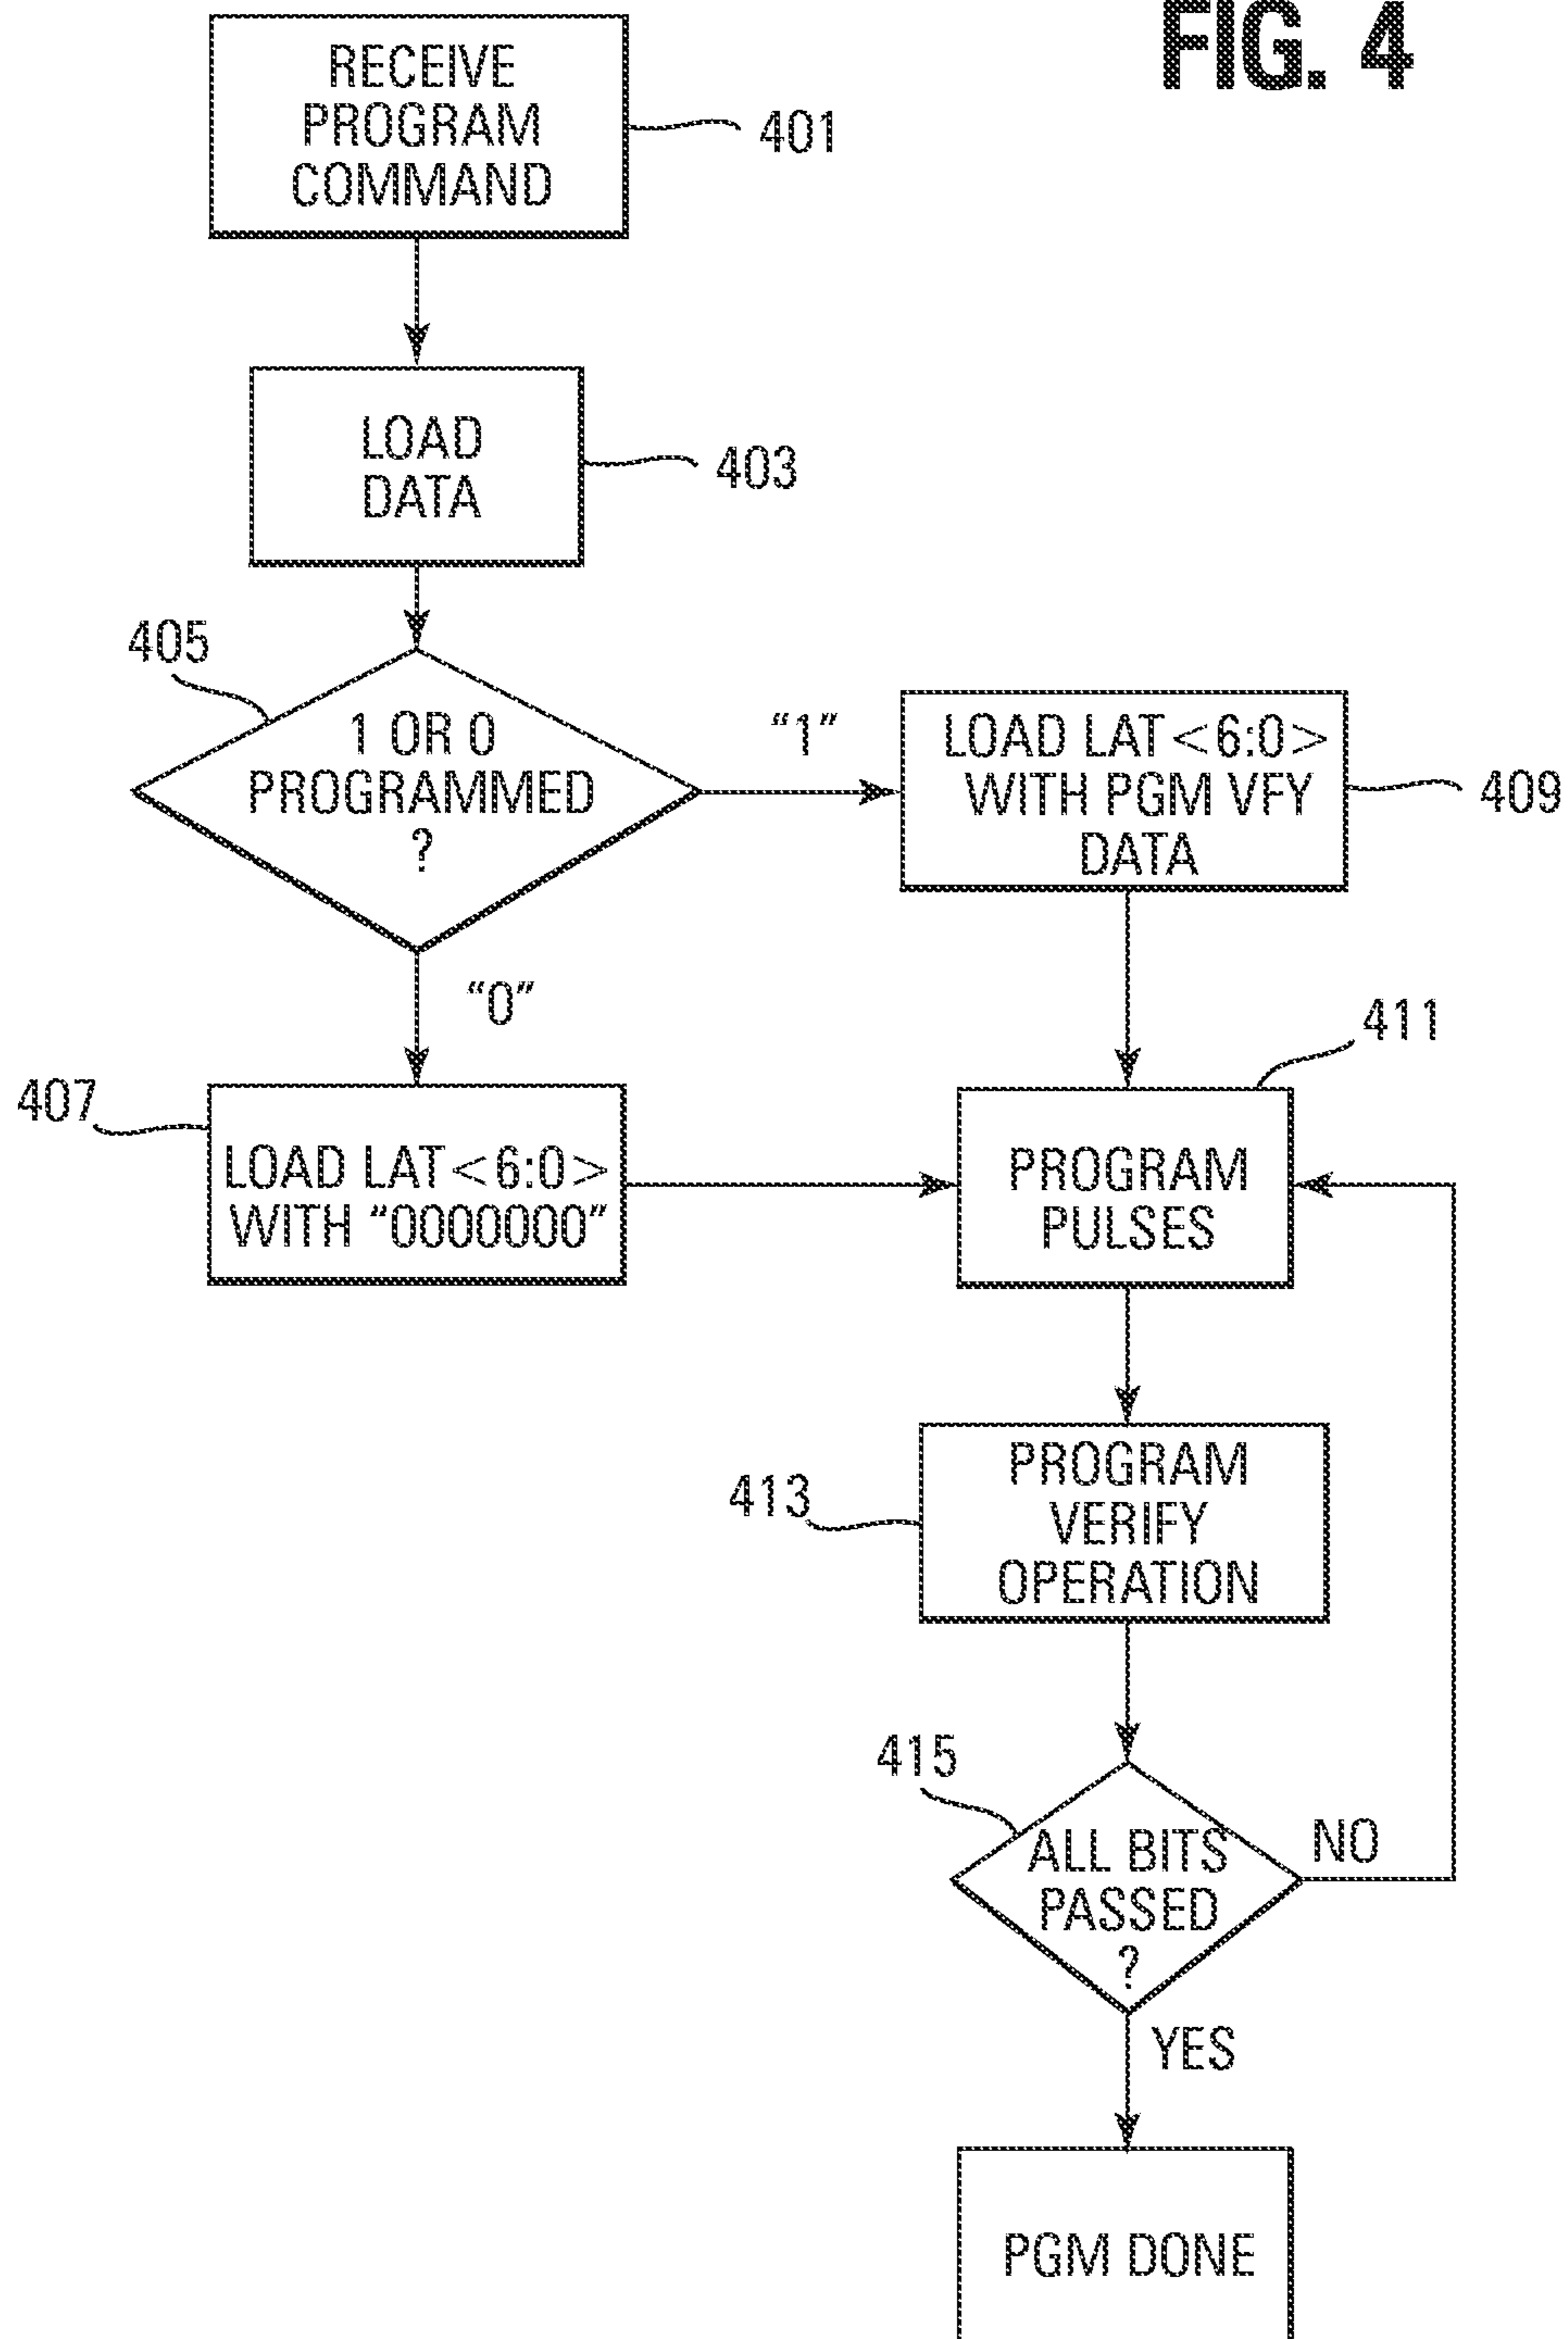 FIG. 4
RECEIVE
PROGRAM
COMMAND
401
LOAD
DATA
403
405
1 OR 0
PROGRAMMED
?
"1"
LOAD LAT<6:0>
WITH PGM VFY
DATA
409
"0"
411
407
LOAD LAT<6:0>
WITH "0000000"
PROGRAM
PULSES
413
PROGRAM
VERIFY
OPERATION
415
ALL BITS
PASSED
?
NO
YES
PGM DONE